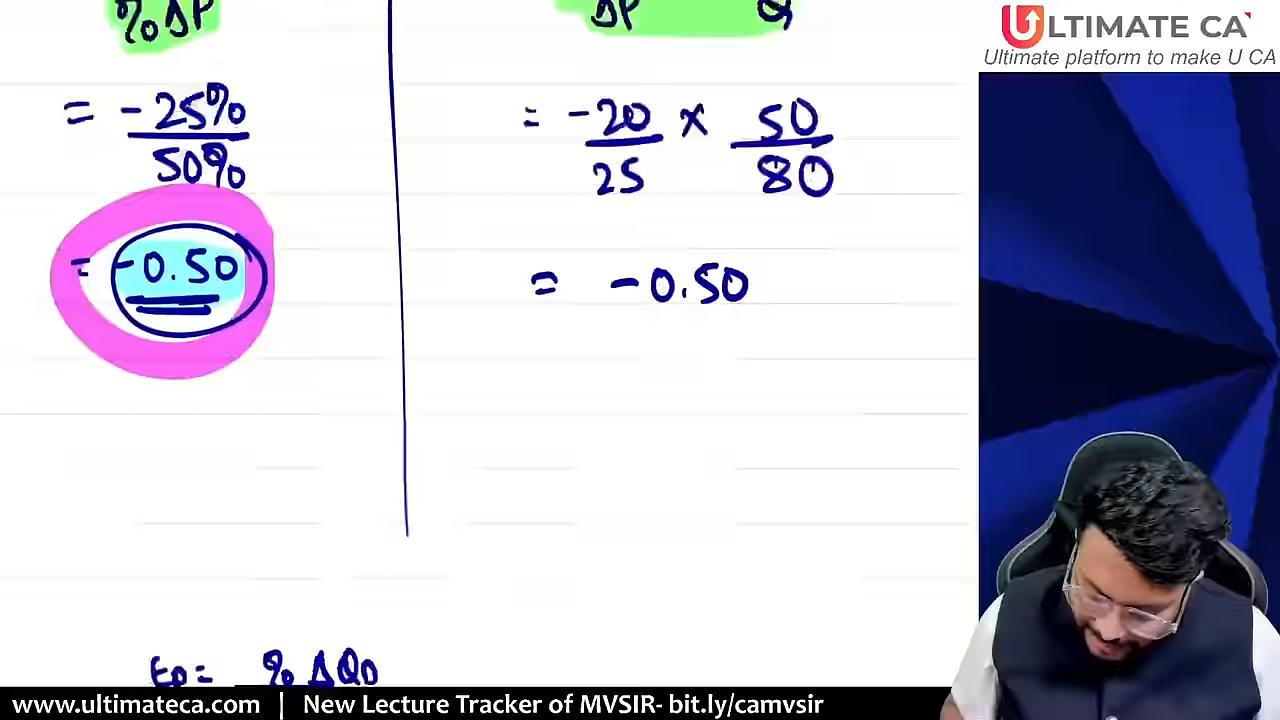 %ΔP
= -25%
50%
= -0.50
ΔP Q
= -20 × 50
25 80
= -0.50
ED = % ΔQD
ULTIMATE CA
Ultimate platform to make U CA
www.ultimateca.com | New Lecture Tracker of MVSIR- bit.ly/camvsir